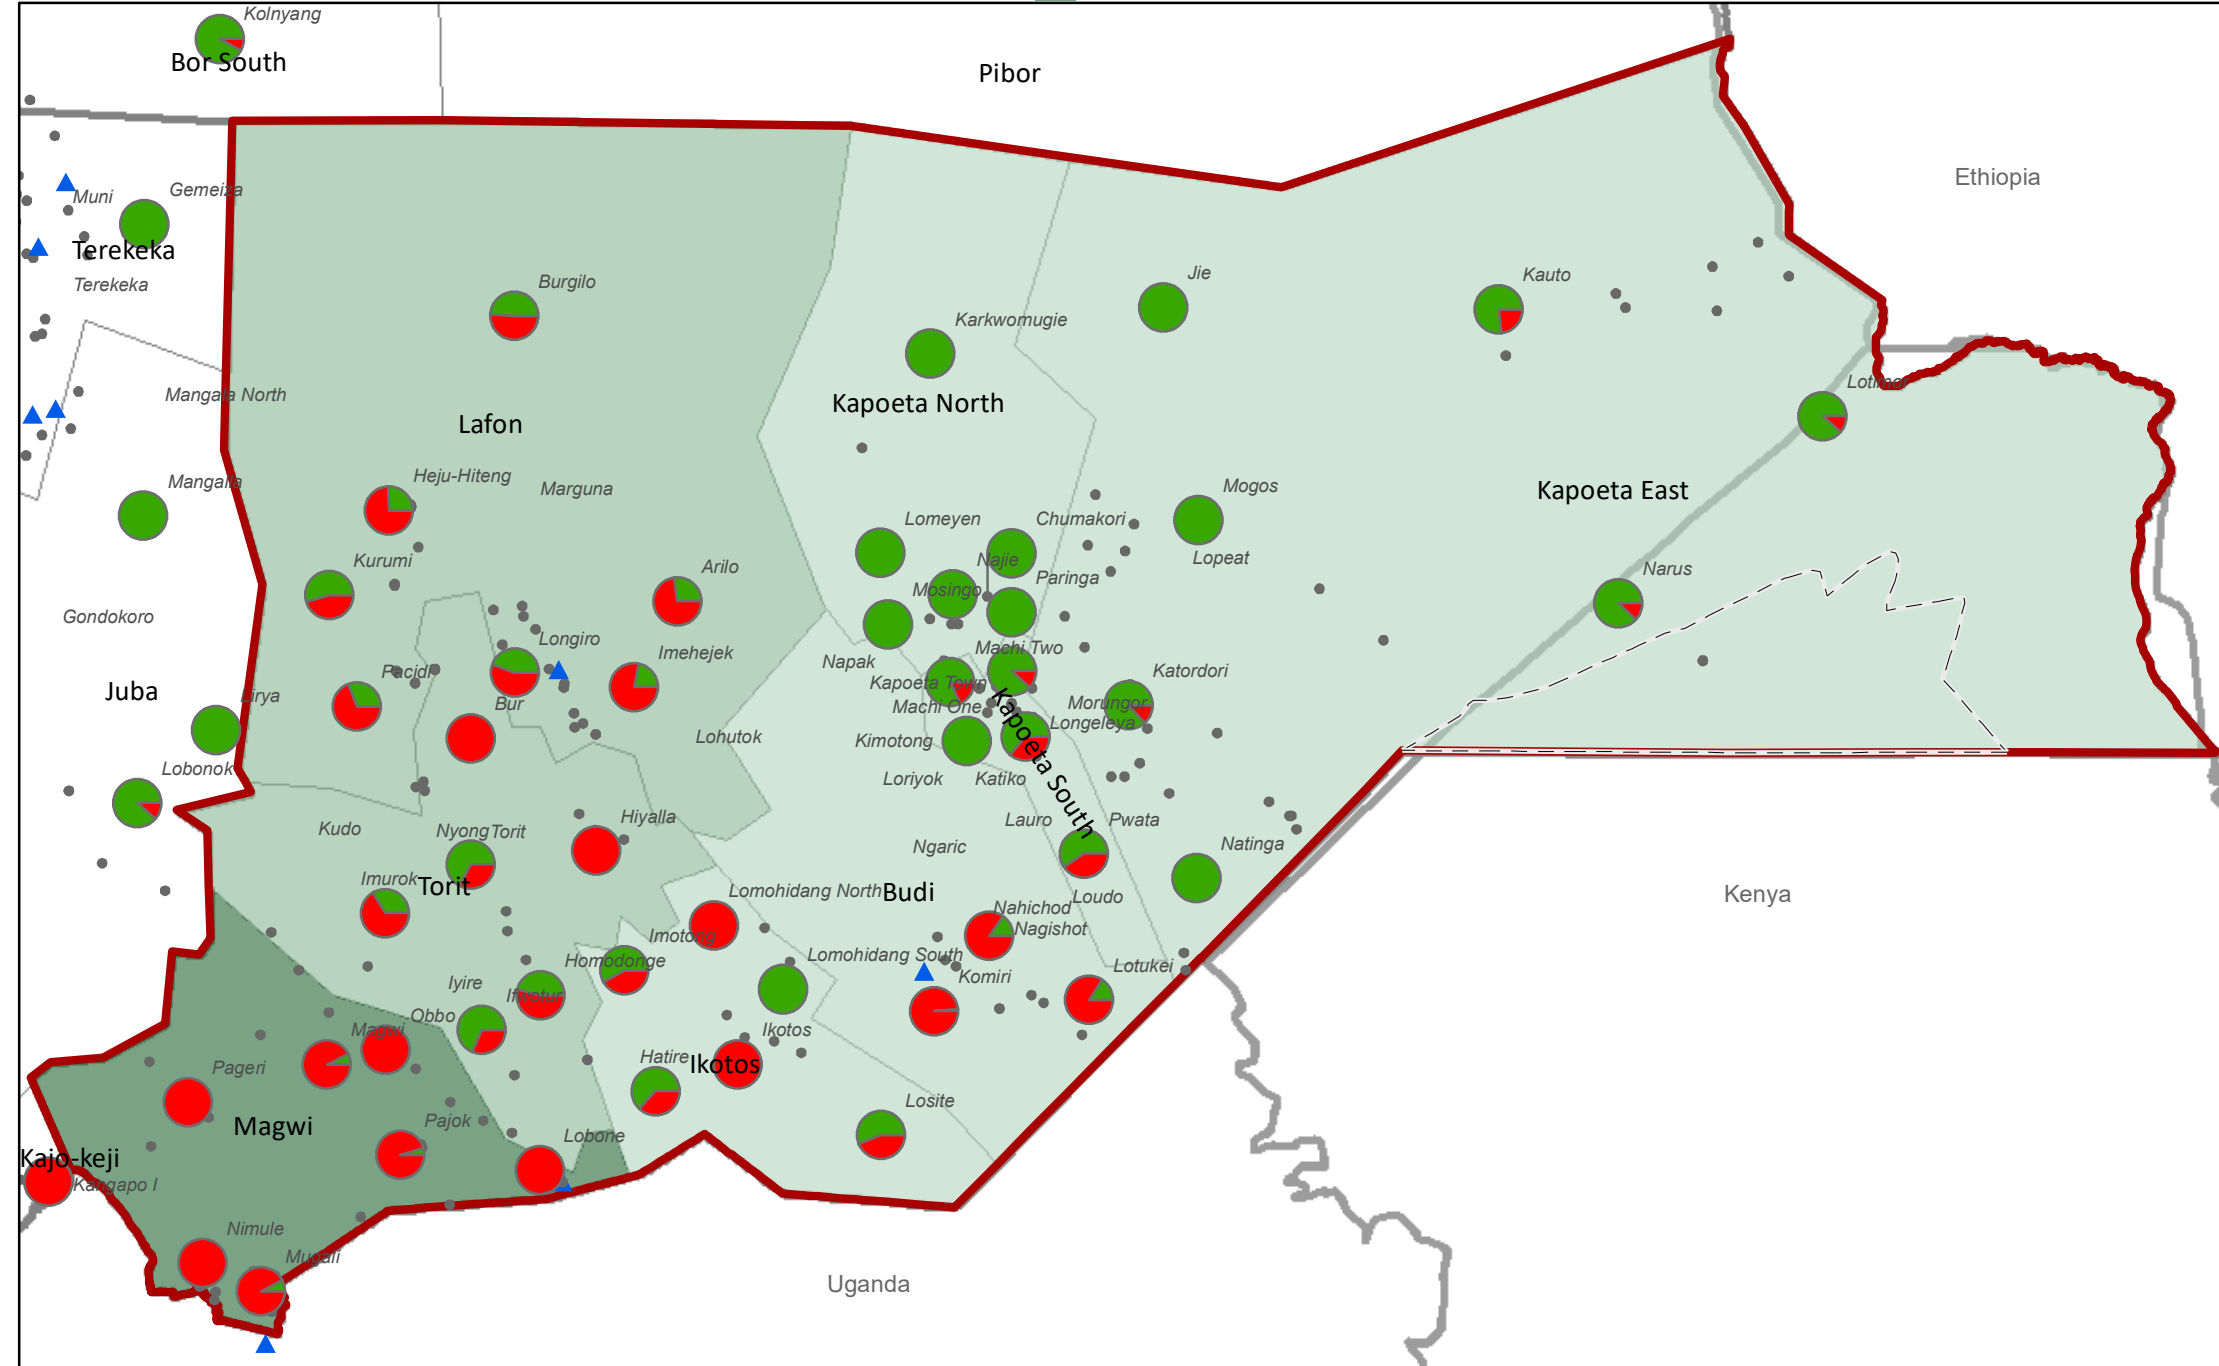 Kolnyang
Bor South
Pibor
Ethiopia
Muni
Gemeiza
Terekeka
Terekeka
Burgilo
Jie
Kauto
Karkwomugie
Mangala North
Lotimor
Kapoeta North
Lafon
Mangalla
Heju-Hiteng
Marguna
Mogos
Kapoeta East
Lomeyen
Chumakori
Kurumi
Arilo
Najie
Lopeat
Mosingo
Paringa
Narus
Gondokoro
Longiro
Imehejek
Napak
Machi Two
Pacidi
Katordori
Kapoeta Town
Juba
Lirya
Bur
Machi One
Morungor
Kapoeta South
Longeleya
Lohutok
Kimotong
Lobonok
Loriyok
Katiko
Kudo
Nyong
Torit
Hiyalla
Lauro
Pwata
Ngaric
Natinga
Imurok
Torit
Lomohidang North
Budi
Loudo
Nahichod
Nagishot
Kenya
Imotong
Homodonge
Lomohidang South
Komiri
Lotukei
Iyire
Ifwotur
Obbo
Magwi
Ikotos
Pageri
Hatire
Ikotos
Magwi
Pajok
Losite
Lobone
Kajo-keji
Kangapo I
Nimule
Mugali
Uganda